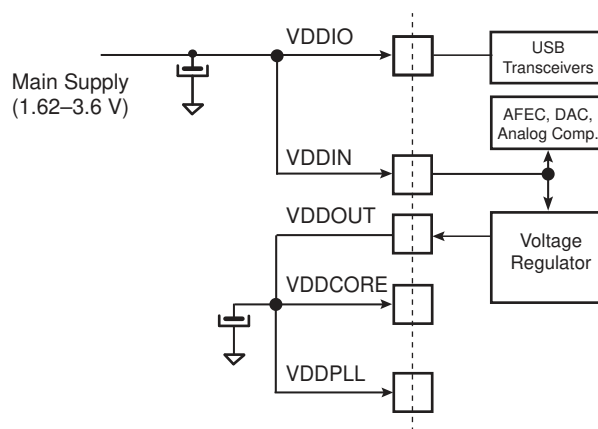 VDDIO
USB
Transceivers
Main Supply
(1.62–3.6 V)
AFEC, DAC,
Analog Comp.
VDDIN
VDDOUT
Voltage
Regulator
VDDCORE
VDDPLL